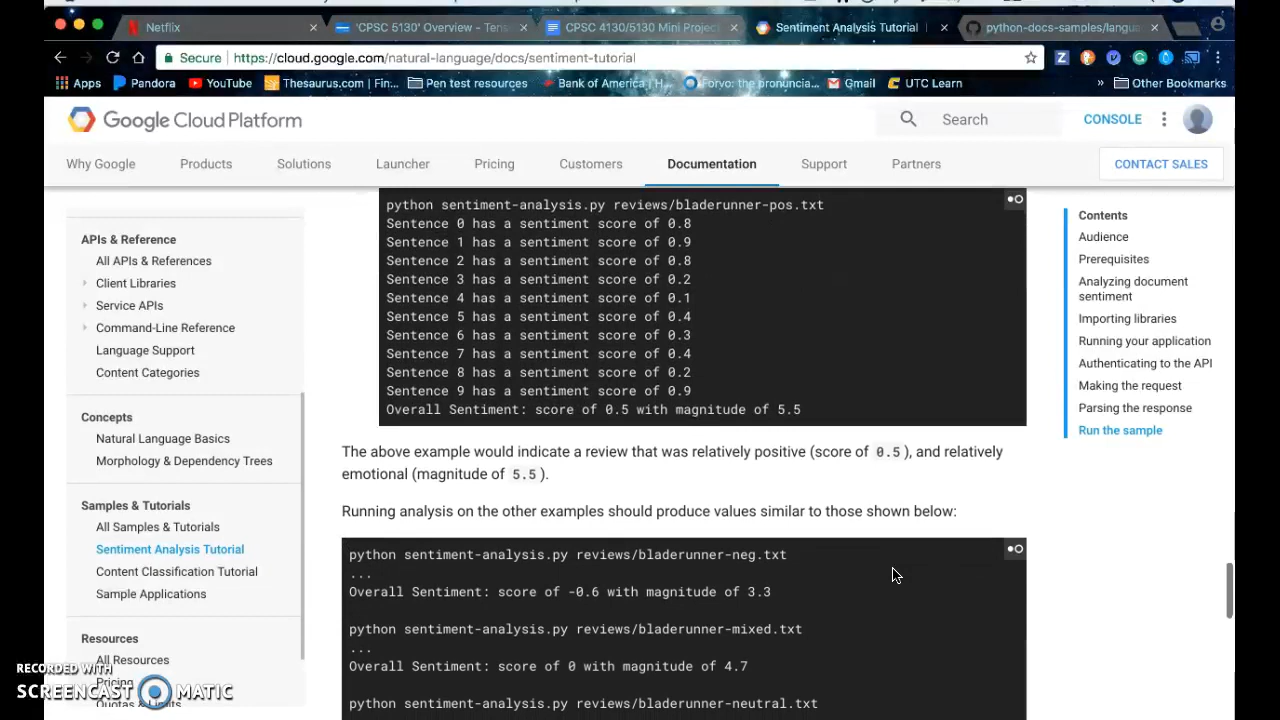 Netflix
'CPSC 5130' Overview - Tens
CPSC 4130/5130 Mini Project
Sentiment Analysis Tutorial
python-docs-samples/langua
Secure
https://cloud.google.com/natural-language/docs/sentiment-tutorial
Apps
Pandora
YouTube
Thesaurus.com | Fin...
Pen test resources
Bank of America | H...
Forvo: the pronuncia...
Gmail
UTC Learn
»
Other Bookmarks
Google Cloud Platform
Search
CONSOLE
Why Google
Products
Solutions
Launcher
Pricing
Customers
Documentation
Support
Partners
CONTACT SALES
APIs & Reference
All APIs & References
Client Libraries
Service APIs
Command-Line Reference
Language Support
Content Categories
Concepts
Natural Language Basics
Morphology & Dependency Trees
Samples & Tutorials
All Samples & Tutorials
Sentiment Analysis Tutorial
Content Classification Tutorial
Sample Applications
Resources
All Resources
Pricing
Quotas & Limits
python sentiment-analysis.py reviews/bladerunner-pos.txt
Sentence 0 has a sentiment score of 0.8
Sentence 1 has a sentiment score of 0.9
Sentence 2 has a sentiment score of 0.8
Sentence 3 has a sentiment score of 0.2
Sentence 4 has a sentiment score of 0.1
Sentence 5 has a sentiment score of 0.4
Sentence 6 has a sentiment score of 0.3
Sentence 7 has a sentiment score of 0.4
Sentence 8 has a sentiment score of 0.2
Sentence 9 has a sentiment score of 0.9
Overall Sentiment: score of 0.5 with magnitude of 5.5
The above example would indicate a review that was relatively positive (score of 0.5), and relatively
emotional (magnitude of 5.5).
Running analysis on the other examples should produce values similar to those shown below:
python sentiment-analysis.py reviews/bladerunner-neg.txt
...
Overall Sentiment: score of -0.6 with magnitude of 3.3
python sentiment-analysis.py reviews/bladerunner-mixed.txt
...
Overall Sentiment: score of 0 with magnitude of 4.7
python sentiment-analysis.py reviews/bladerunner-neutral.txt
Contents
Audience
Prerequisites
Analyzing document
sentiment
Importing libraries
Running your application
Authenticating to the API
Making the request
Parsing the response
Run the sample
RECORDED WITH
SCREENCAST MATIC